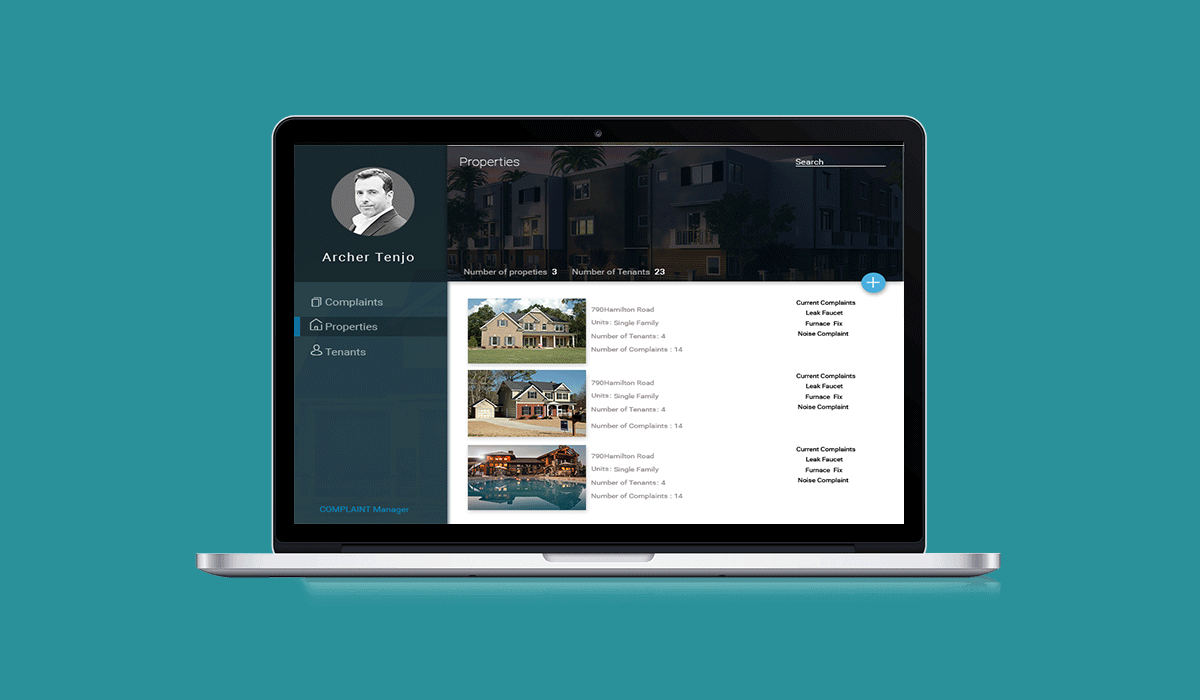 Properties
Search
Archer Tenjo
Number of propeties 3 Number of Tenants 23
Complaints
Properties
Tenants
COMPLAINT Manager
790Hamilton Road
Units: Single Family
Number of Tenants: 4
Number of Complaints : 14
Current Complaints
Leak Faucet
Furnace Fix
Noise Complaint
790Hamilton Road
Units: Single Family
Number of Tenants: 4
Number of Complaints : 14
Current Complaints
Leak Faucet
Furnace Fix
Noise Complaint
790Hamilton Road
Units: Single Family
Number of Tenants: 4
Number of Complaints : 14
Current Complaints
Leak Faucet
Furnace Fix
Noise Complaint